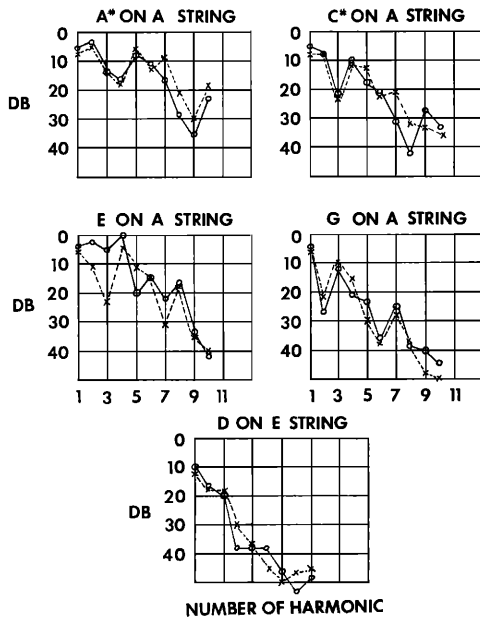 A# ON A STRING
C# ON A STRING
0
10
20
30
40
DB
0
10
20
30
40
E ON A STRING
G ON A STRING
0
10
20
30
40
DB
0
10
20
30
40
1 3 5 7 9 11
1 3 5 7 9 11
D ON E STRING
0
10
20
30
40
DB
NUMBER OF HARMONIC